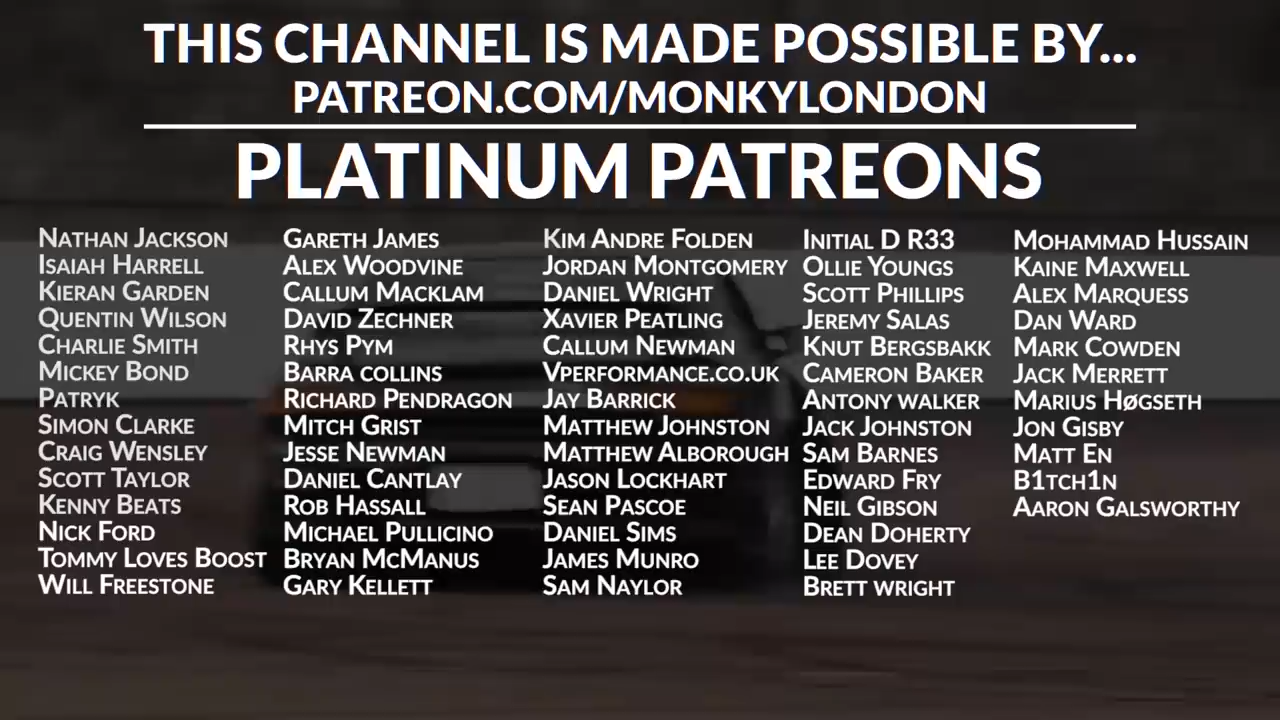 THIS CHANNEL IS MADE POSSIBLE BY...
PATREON.COM/MONKYLONDON
PLATINUM PATREONS
NATHAN JACKSON
ISAIAH HARRELL
KIERAN GARDEN
QUENTIN WILSON
CHARLIE SMITH
MICKEY BOND
PATRYK
SIMON CLARKE
CRAIG WENSLEY
SCOTT TAYLOR
KENNY BEATS
NICK FORD
TOMMY LOVES BOOST
WILL FREESTONE
GARETH JAMES
ALEX WOODVINE
CALLUM MACKLAM
DAVID ZECHNER
RHYS PYM
BARRA COLLINS
RICHARD PENDRAGON
MITCH GRIST
JESSE NEWMAN
DANIEL CANTLAY
ROB HASSALL
MICHAEL PULLICINO
BRYAN MCMANUS
GARY KELLETT
KIM ANDRE FOLDEN
JORDAN MONTGOMERY
DANIEL WRIGHT
XAVIER PEATLING
CALLUM NEWMAN
VPERFORMANCE.CO.UK
JAY BARRICK
MATTHEW JOHNSTON
MATTHEW ALBOROUGH
JASON LOCKHART
SEAN PASCOE
DANIEL SIMS
JAMES MUNRO
SAM NAYLOR
INITIAL D R33
OLLIE YOUNGS
SCOTT PHILLIPS
JEREMY SALAS
KNUT BERGSBAKK
CAMERON BAKER
ANTONY WALKER
JACK JOHNSTON
SAM BARNES
EDWARD FRY
NEIL GIBSON
DEAN DOHERTY
LEE DOVEY
BRETT WRIGHT
MOHAMMAD HUSSAIN
KAINE MAXWELL
ALEX MARQUESS
DAN WARD
MARK COWDEN
JACK MERRETT
MARIUS HØGSETH
JON GISBY
MATT EN
B1TCH1N
AARON GALSWORTHY